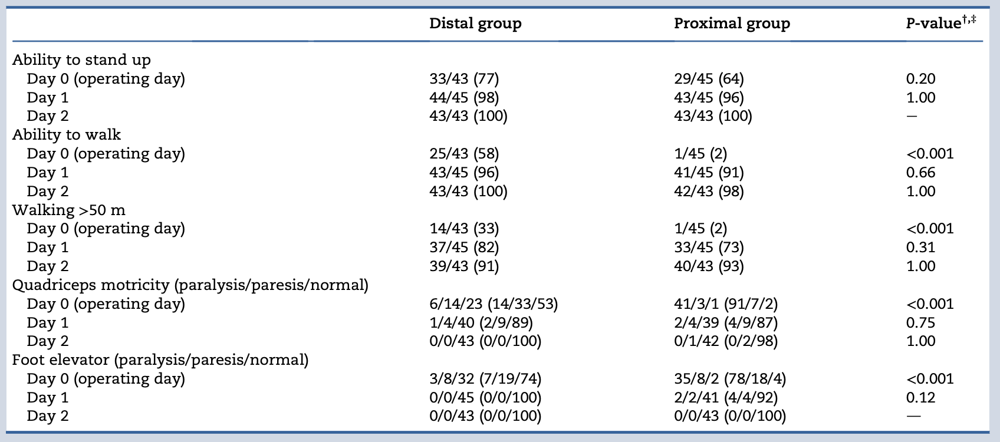 Distal group Proximal group P-value†,‡
Ability to stand up
Day 0 (operating day) 33/43 (77) 29/45 (64) 0.20
Day 1 44/45 (98) 43/45 (96) 1.00
Day 2 43/43 (100) 43/43 (100) —
Ability to walk
Day 0 (operating day) 25/43 (58) 1/45 (2) <0.001
Day 1 43/45 (96) 41/45 (91) 0.66
Day 2 43/43 (100) 42/43 (98) 1.00
Walking >50 m
Day 0 (operating day) 14/43 (33) 1/45 (2) <0.001
Day 1 37/45 (82) 33/45 (73) 0.31
Day 2 39/43 (91) 40/43 (93) 1.00
Quadriceps motricity (paralysis/paresis/normal)
Day 0 (operating day) 6/14/23 (14/33/53) 41/3/1 (91/7/2) <0.001
Day 1 1/4/40 (2/9/89) 2/4/39 (4/9/87) 0.75
Day 2 0/0/43 (0/0/100) 0/1/42 (0/2/98) 1.00
Foot elevator (paralysis/paresis/normal)
Day 0 (operating day) 3/8/32 (7/19/74) 35/8/2 (78/18/4) <0.001
Day 1 0/0/45 (0/0/100) 2/2/41 (4/4/92) 0.12
Day 2 0/0/43 (0/0/100) 0/0/43 (0/0/100) —